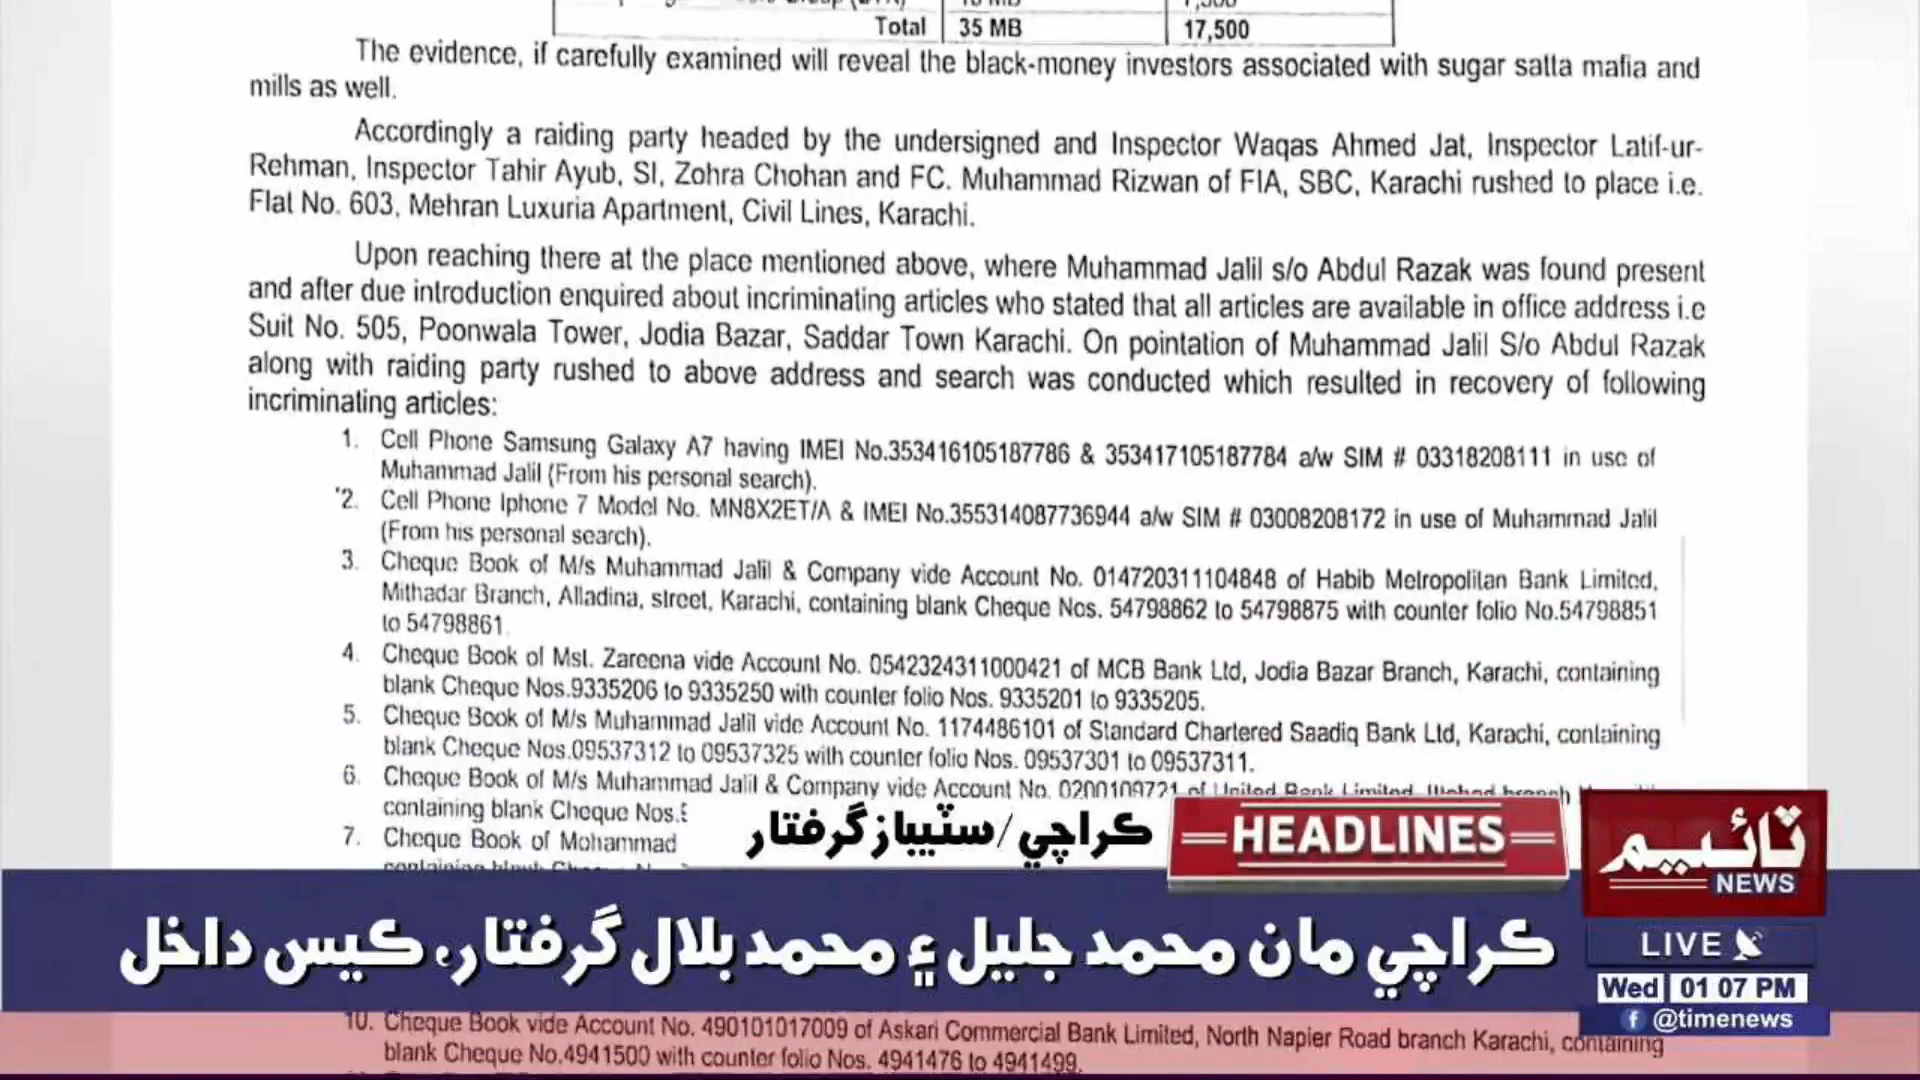 Total 35 MB 17,500
The evidence, if carefully examined will reveal the black-money investors associated with sugar satta mafia and
mills as well.
Accordingly a raiding party headed by the undersigned and Inspector Waqas Ahmed Jat, Inspector Latif-ur-
Rehman, Inspector Tahir Ayub, SI, Zohra Chohan and FC. Muhammad Rizwan of FIA, SBC, Karachi rushed to place i.e.
Flat No. 603, Mehran Luxuria Apartment, Civil Lines, Karachi.
Upon reaching there at the place mentioned above, where Muhammad Jalil s/o Abdul Razak was found present
and after due introduction enquired about incriminating articles who stated that all articles are available in office address i.e
Suit No. 505, Poonwala Tower, Jodia Bazar, Saddar Town Karachi. On pointation of Muhammad Jalil S/o Abdul Razak
along with raiding party rushed to above address and search was conducted which resulted in recovery of following
incriminating articles:
1. Cell Phone Samsung Galaxy A7 having IMEI No.353416105187786 & 353417105187784 a/w SIM # 03318208111 in use of
Muhammad Jalil (From his personal search).
2. Cell Phone Iphone 7 Model No. MN8X2ET/A & IMEI No.355314087736944 a/w SIM # 03008208172 in use of Muhammad Jalil
(From his personal search).
3. Cheque Book of M/s Muhammad Jalil & Company vide Account No. 014720311104848 of Habib Metropolitan Bank Limited,
Mithadar Branch, Alladina, street, Karachi, containing blank Cheque Nos. 54798862 to 54798875 with counter folio No.54798851
to 54798861
4. Cheque Book of Mst. Zareena vide Account No. 0542324311000421 of MCB Bank Ltd, Jodia Bazar Branch, Karachi, containing
blank Cheque Nos.9335206 to 9335250 with counter folio Nos. 9335201 to 9335205.
5. Cheque Book of M/s Muhammad Jalil vide Account No. 1174486101 of Standard Chartered Saadiq Bank Ltd, Karachi, containing
blank Cheque Nos.09537312 to 09537325 with counter folio Nos. 09537301 to 09537311.
6. Cheque Book of M/s Muhammad Jalil & Company vide Account No. 0200109721 of United Bank Limited,
containing blank Cheque Nos.
7. Cheque Book of Mohammad
ڪراچي/سٽيباز گرفتار
HEADLINES
ٽائيم
NEWS
ڪراچي مان محمد جليل ۽ محمد بلال گرفتار، ڪيس داخل
LIVE
Wed 01 07 PM
f @timenews
10. Cheque Book vide Account No. 490101017009 of Askari Commercial Bank Limited, North Napier Road branch Karachi, containing
blank Cheque No.4941500 with counter folio Nos. 4941476 to 4941499.